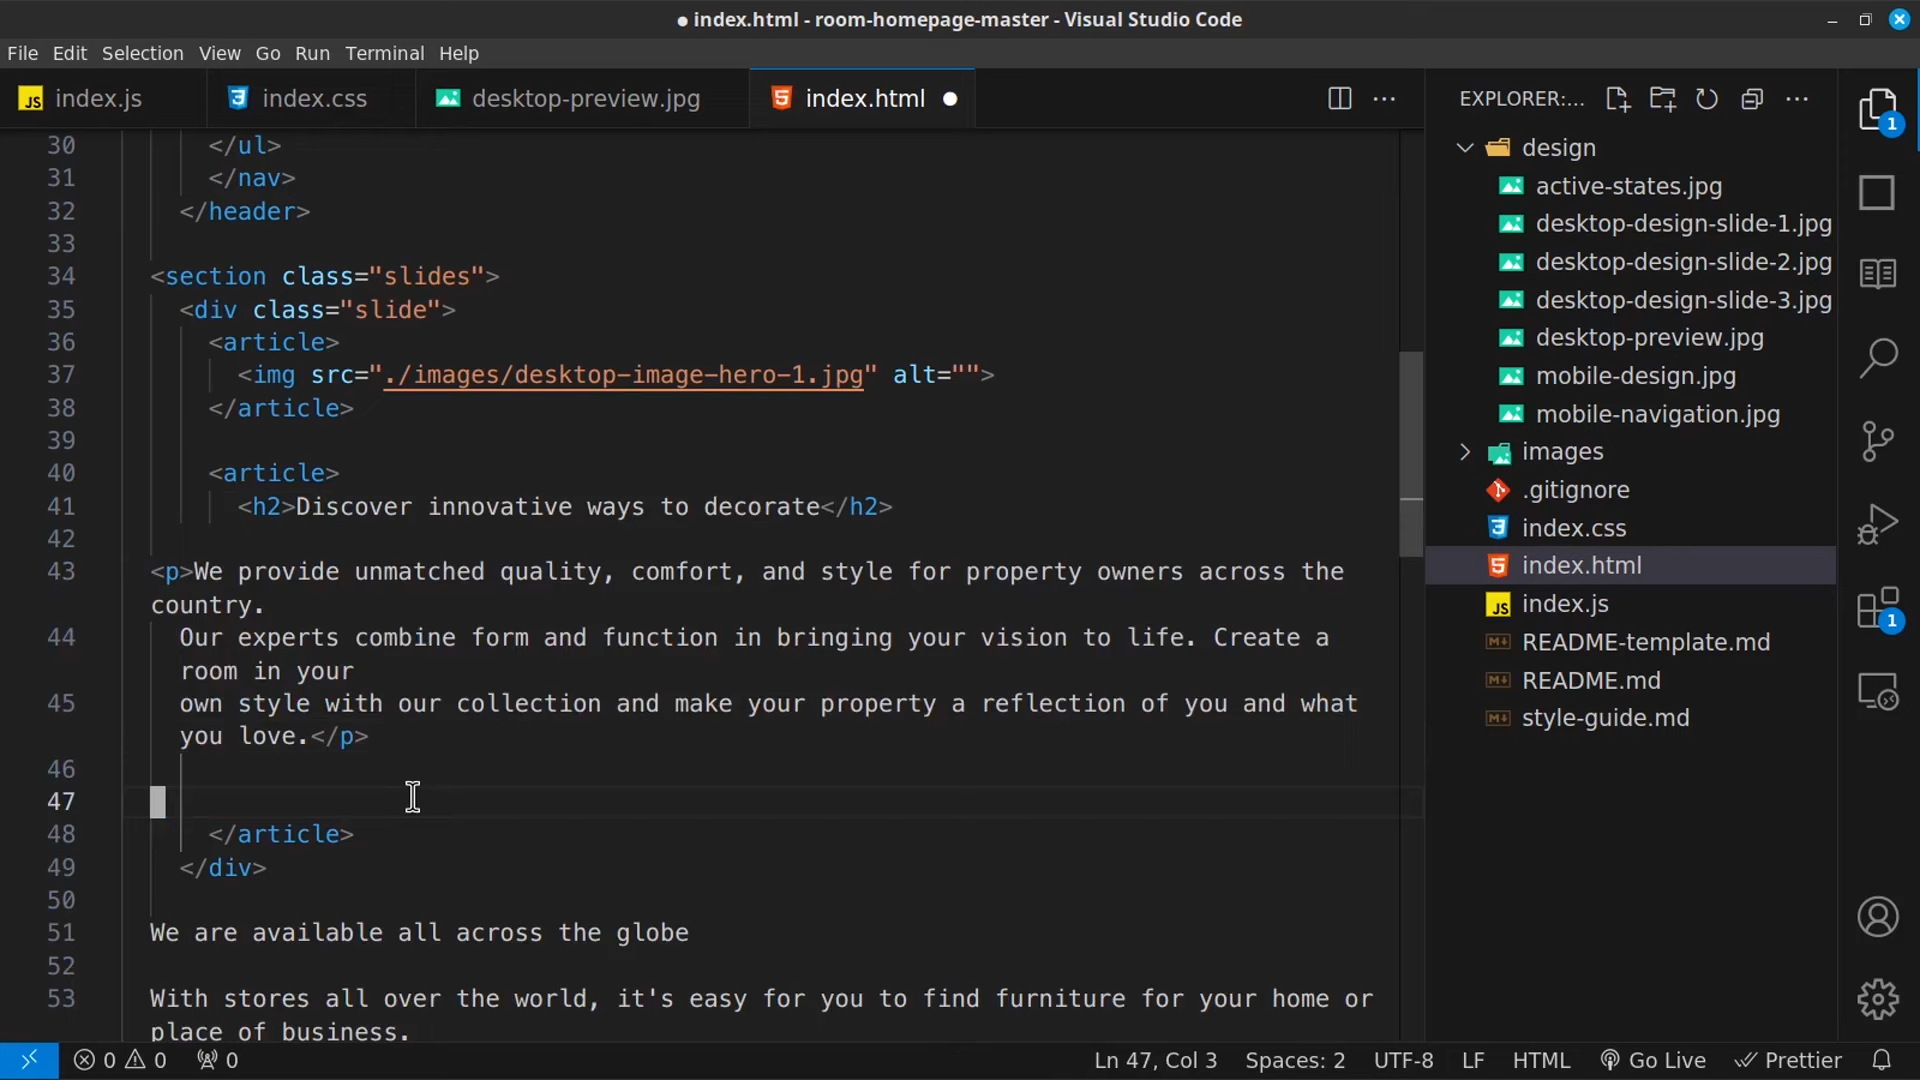 ● index.html - room-homepage-master - Visual Studio Code
File Edit Selection View Go Run Terminal Help
JS index.js
index.css
desktop-preview.jpg
index.html ●
EXPLORER:...
30 </ul>
31 </nav>
32 </header>
33
34 <section class="slides">
35 <div class="slide">
36 <article>
37 <img src="./images/desktop-image-hero-1.jpg" alt="">
38 </article>
39
40 <article>
41 <h2>Discover innovative ways to decorate</h2>
42
43 <p>We provide unmatched quality, comfort, and style for property owners across the
country.
44 Our experts combine form and function in bringing your vision to life. Create a
room in your
45 own style with our collection and make your property a reflection of you and what
you love.</p>
46
47
48 </article>
49 </div>
50
51 We are available all across the globe
52
53 With stores all over the world, it's easy for you to find furniture for your home or
place of business.
design
active-states.jpg
desktop-design-slide-1.jpg
desktop-design-slide-2.jpg
desktop-design-slide-3.jpg
desktop-preview.jpg
mobile-design.jpg
mobile-navigation.jpg
images
.gitignore
index.css
index.html
JS index.js
README-template.md
README.md
style-guide.md
1
1
0 0 0
Ln 47, Col 3 Spaces: 2 UTF-8 LF HTML Go Live Prettier